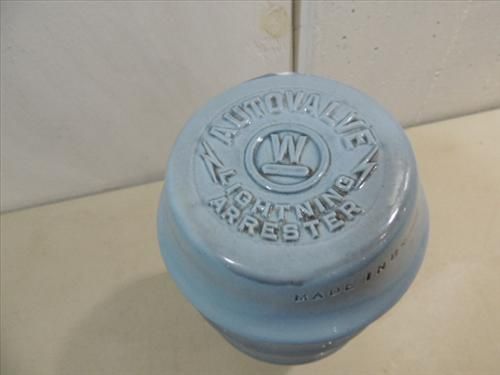 AUTOVALVE
W
LIGHTNING
ARRESTER
MADE IN U.S.